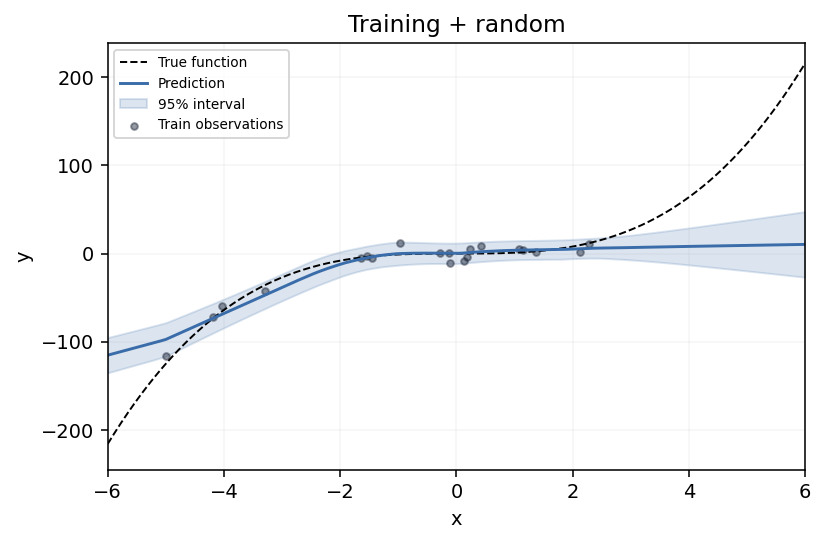 Training + random
True function
Prediction
95% interval
Train observations
y
200
100
0
−100
−200
−6
−4
−2
0
2
4
6
x